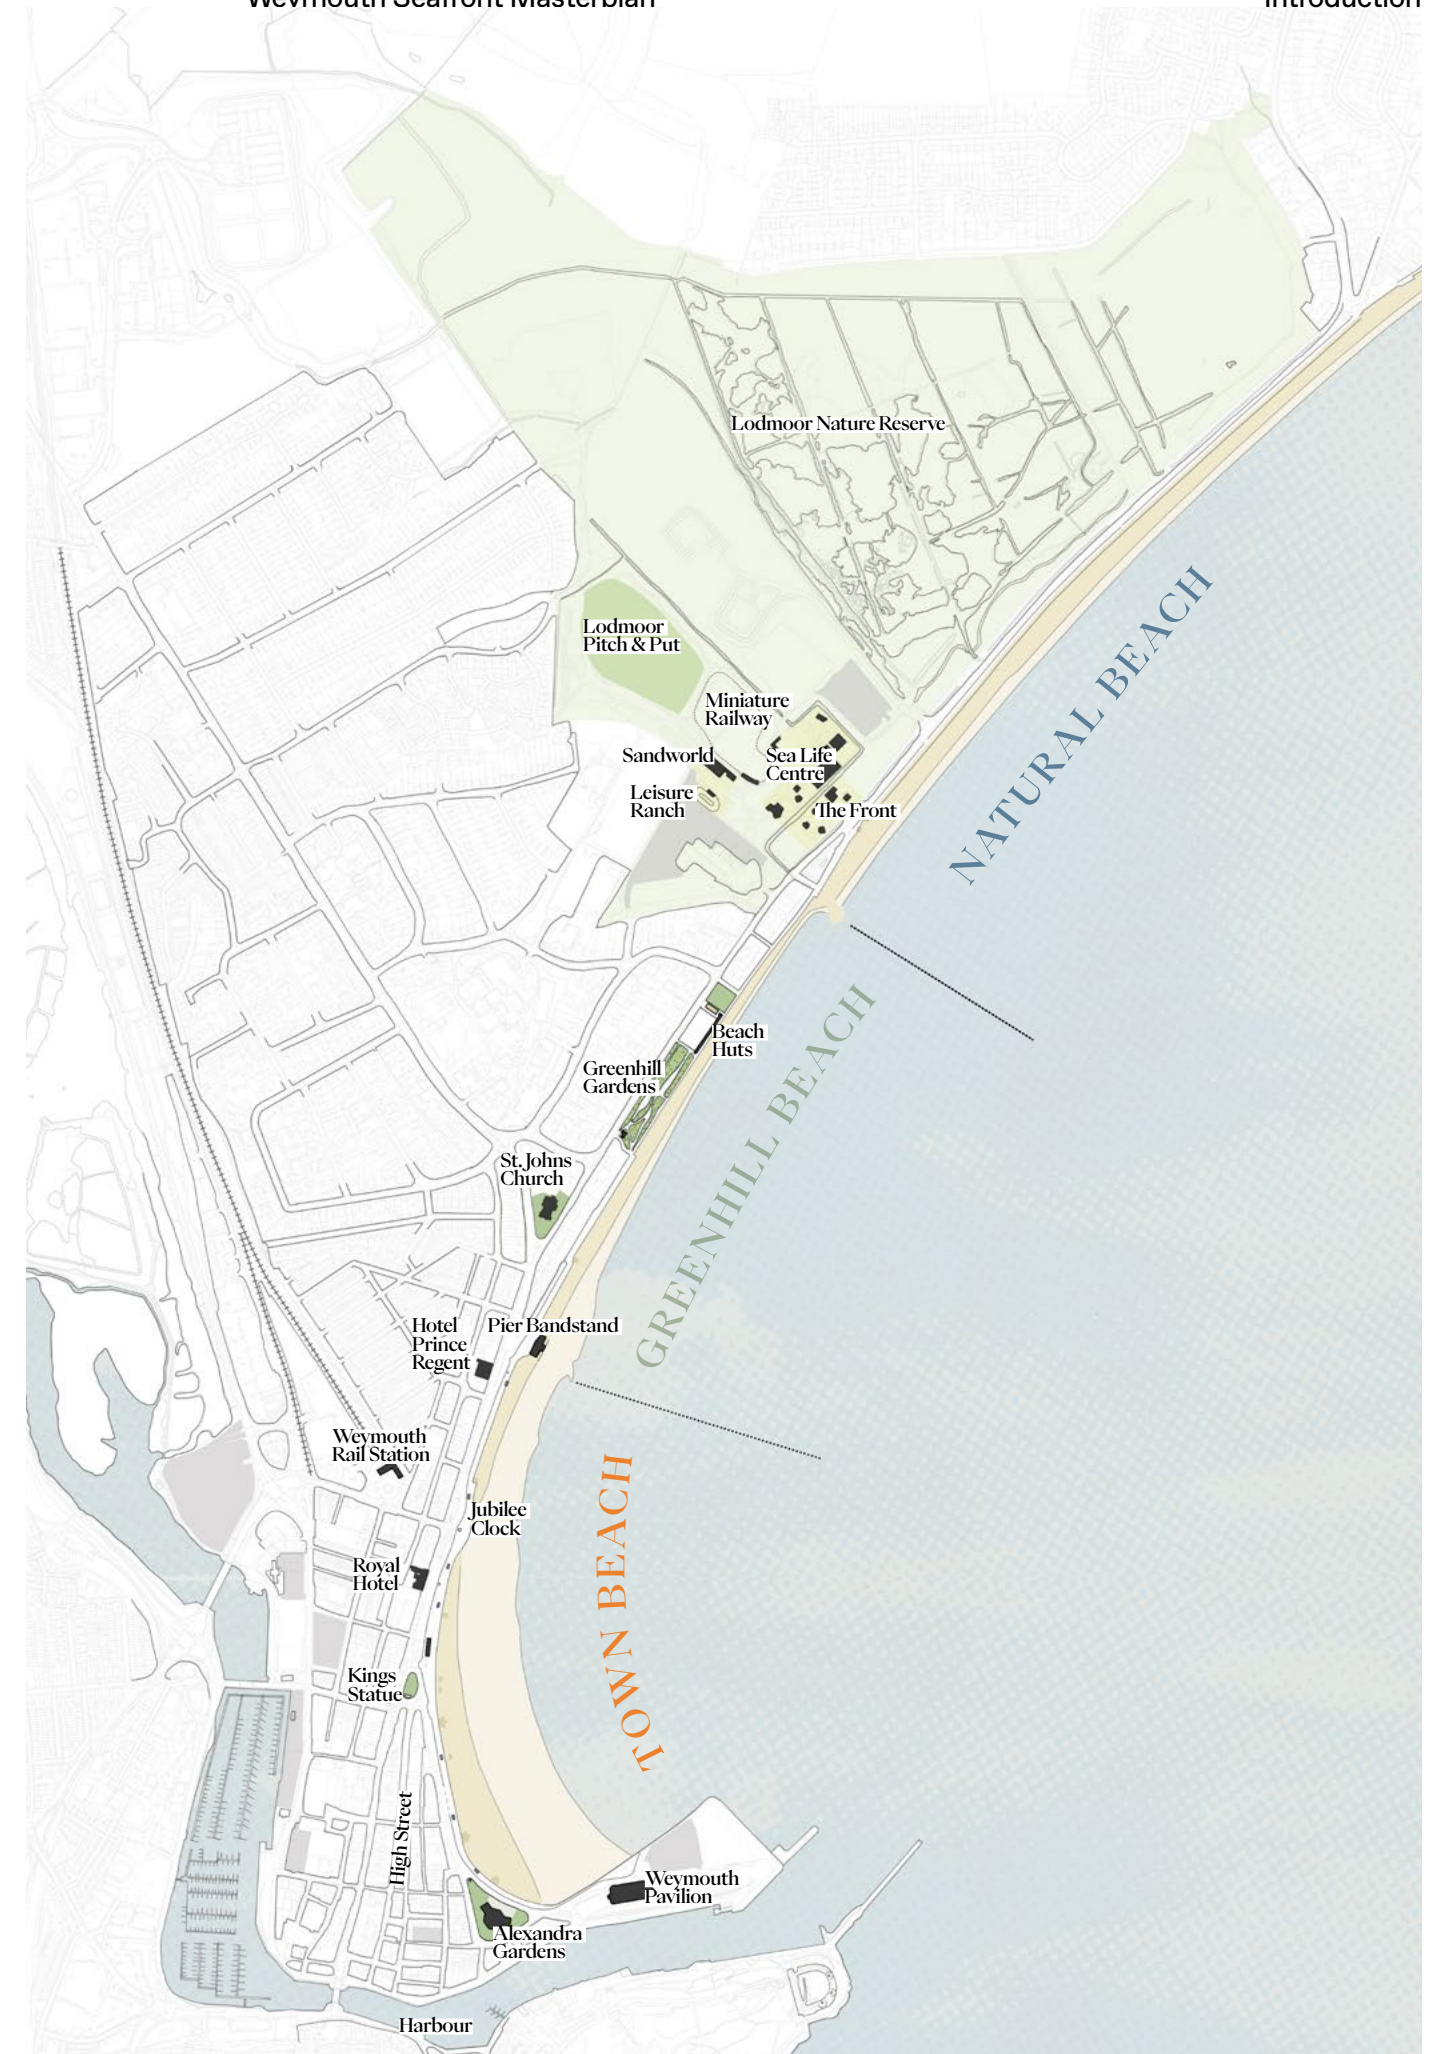 Weymouth Seafront Masterplan
Introduction
Lodmoor Nature Reserve
NATURAL BEACH
Lodmoor
Pitch & Put
Miniature
Railway
Sandworld
Sea Life
Centre
Leisure
Ranch
The Front
GREENHILL BEACH
Beach
Huts
Greenhill
Gardens
St. Johns
Church
Hotel
Prince
Regent
Pier Bandstand
Weymouth
Rail Station
TOWN BEACH
Jubilee
Clock
Royal
Hotel
Kings
Statue
High Street
Weymouth
Pavilion
Alexandra
Gardens
Harbour